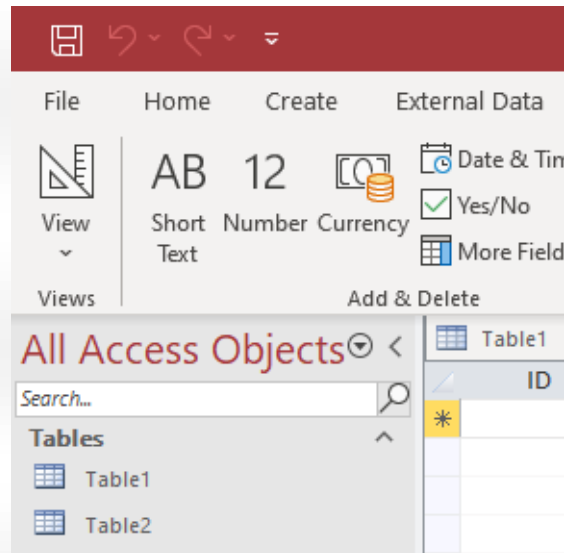 File Home Create External Data
View
AB
Short
Text
12
Number
Currency
Date & Tim
Yes/No
More Field
Views
Add & Delete
All Access Objects
Search...
Tables
Table1
Table2
Table1
ID